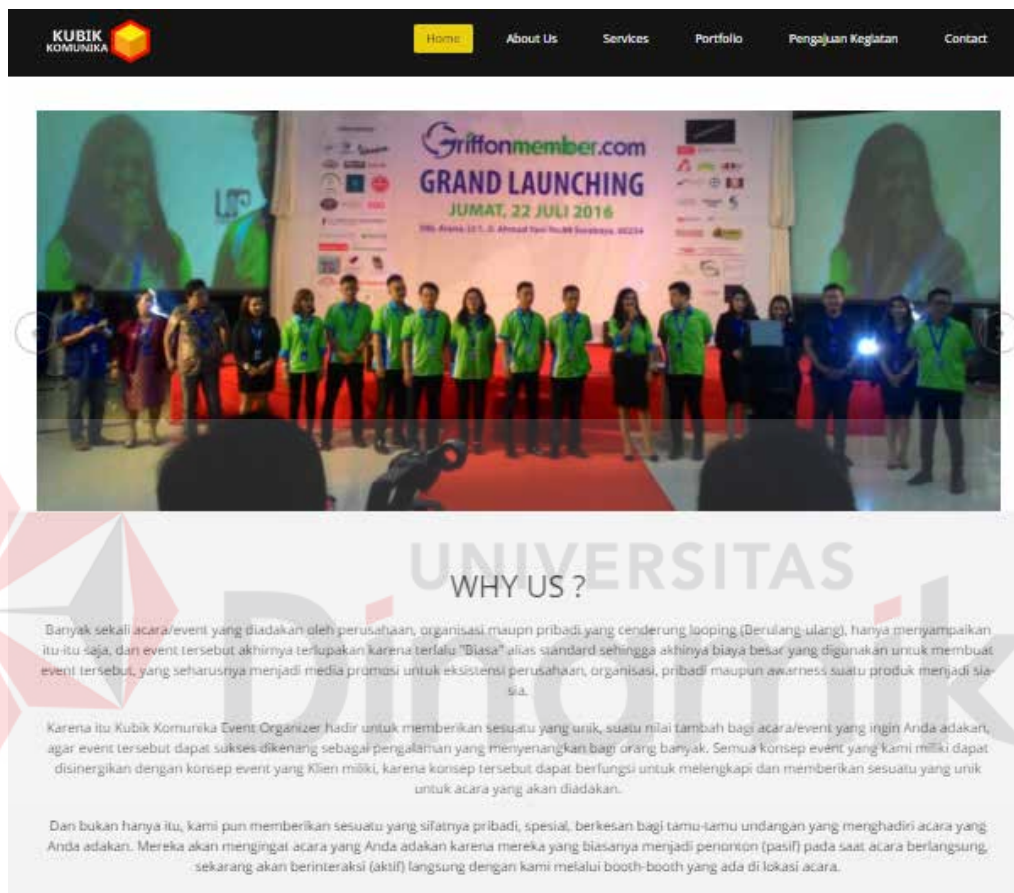 KUBIK
KOMUNIKA
Home
About Us
Services
Portfolio
Pengajuan Kegiatan
Contact
Griffonmember.com
GRAND LAUNCHING
JUMAT, 22 JULI 2016
UNIVERSITAS
Dinamika
WHY US ?
Banyak sekali acara/event yang diadakan oleh perusahaan, organisasi maupn pribadi yang cenderung looping (Berulang-ulang), hanya menyampaikan
itu-itu saja, dan event tersebut akhirnya terlupakan karena terlalu "Biasa" alias standard sehingga akhinya biaya besar yang digunakan untuk membuat
event tersebut, yang seharusnya menjadi media promosi untuk eksistensi perusahaan, organisasi, pribadi maupun awarness suatu produk menjadi sia-
sia.
Karena itu Kubik Komunika Event Organizer hadir untuk memberikan sesuatu yang unik, suatu nilai tambah bagi acara/event yang ingin Anda adakan,
agar event tersebut dapat sukses dikenang sebagai pengalaman yang menyenangkan bagi orang banyak. Semua konsep event yang kami miliki dapat
disinergikan dengan konsep event yang Klien miliki, karena konsep tersebut dapat berfungsi untuk melengkapi dan memberikan sesuatu yang unik
untuk acara yang akan diadakan.
Dan bukan hanya itu, kami pun memberikan sesuatu yang sifatnya pribadi, spesial, berkesan bagi tamu-tamu undangan yang menghadiri acara yang
Anda adakan. Mereka akan mengingat acara yang Anda adakan karena mereka yang biasanya menjadi penonton (pasif) pada saat acara berlangsung,
sekarang akan berinteraksi (aktif) langsung dengan kami melalui booth-booth yang ada di lokasi acara.